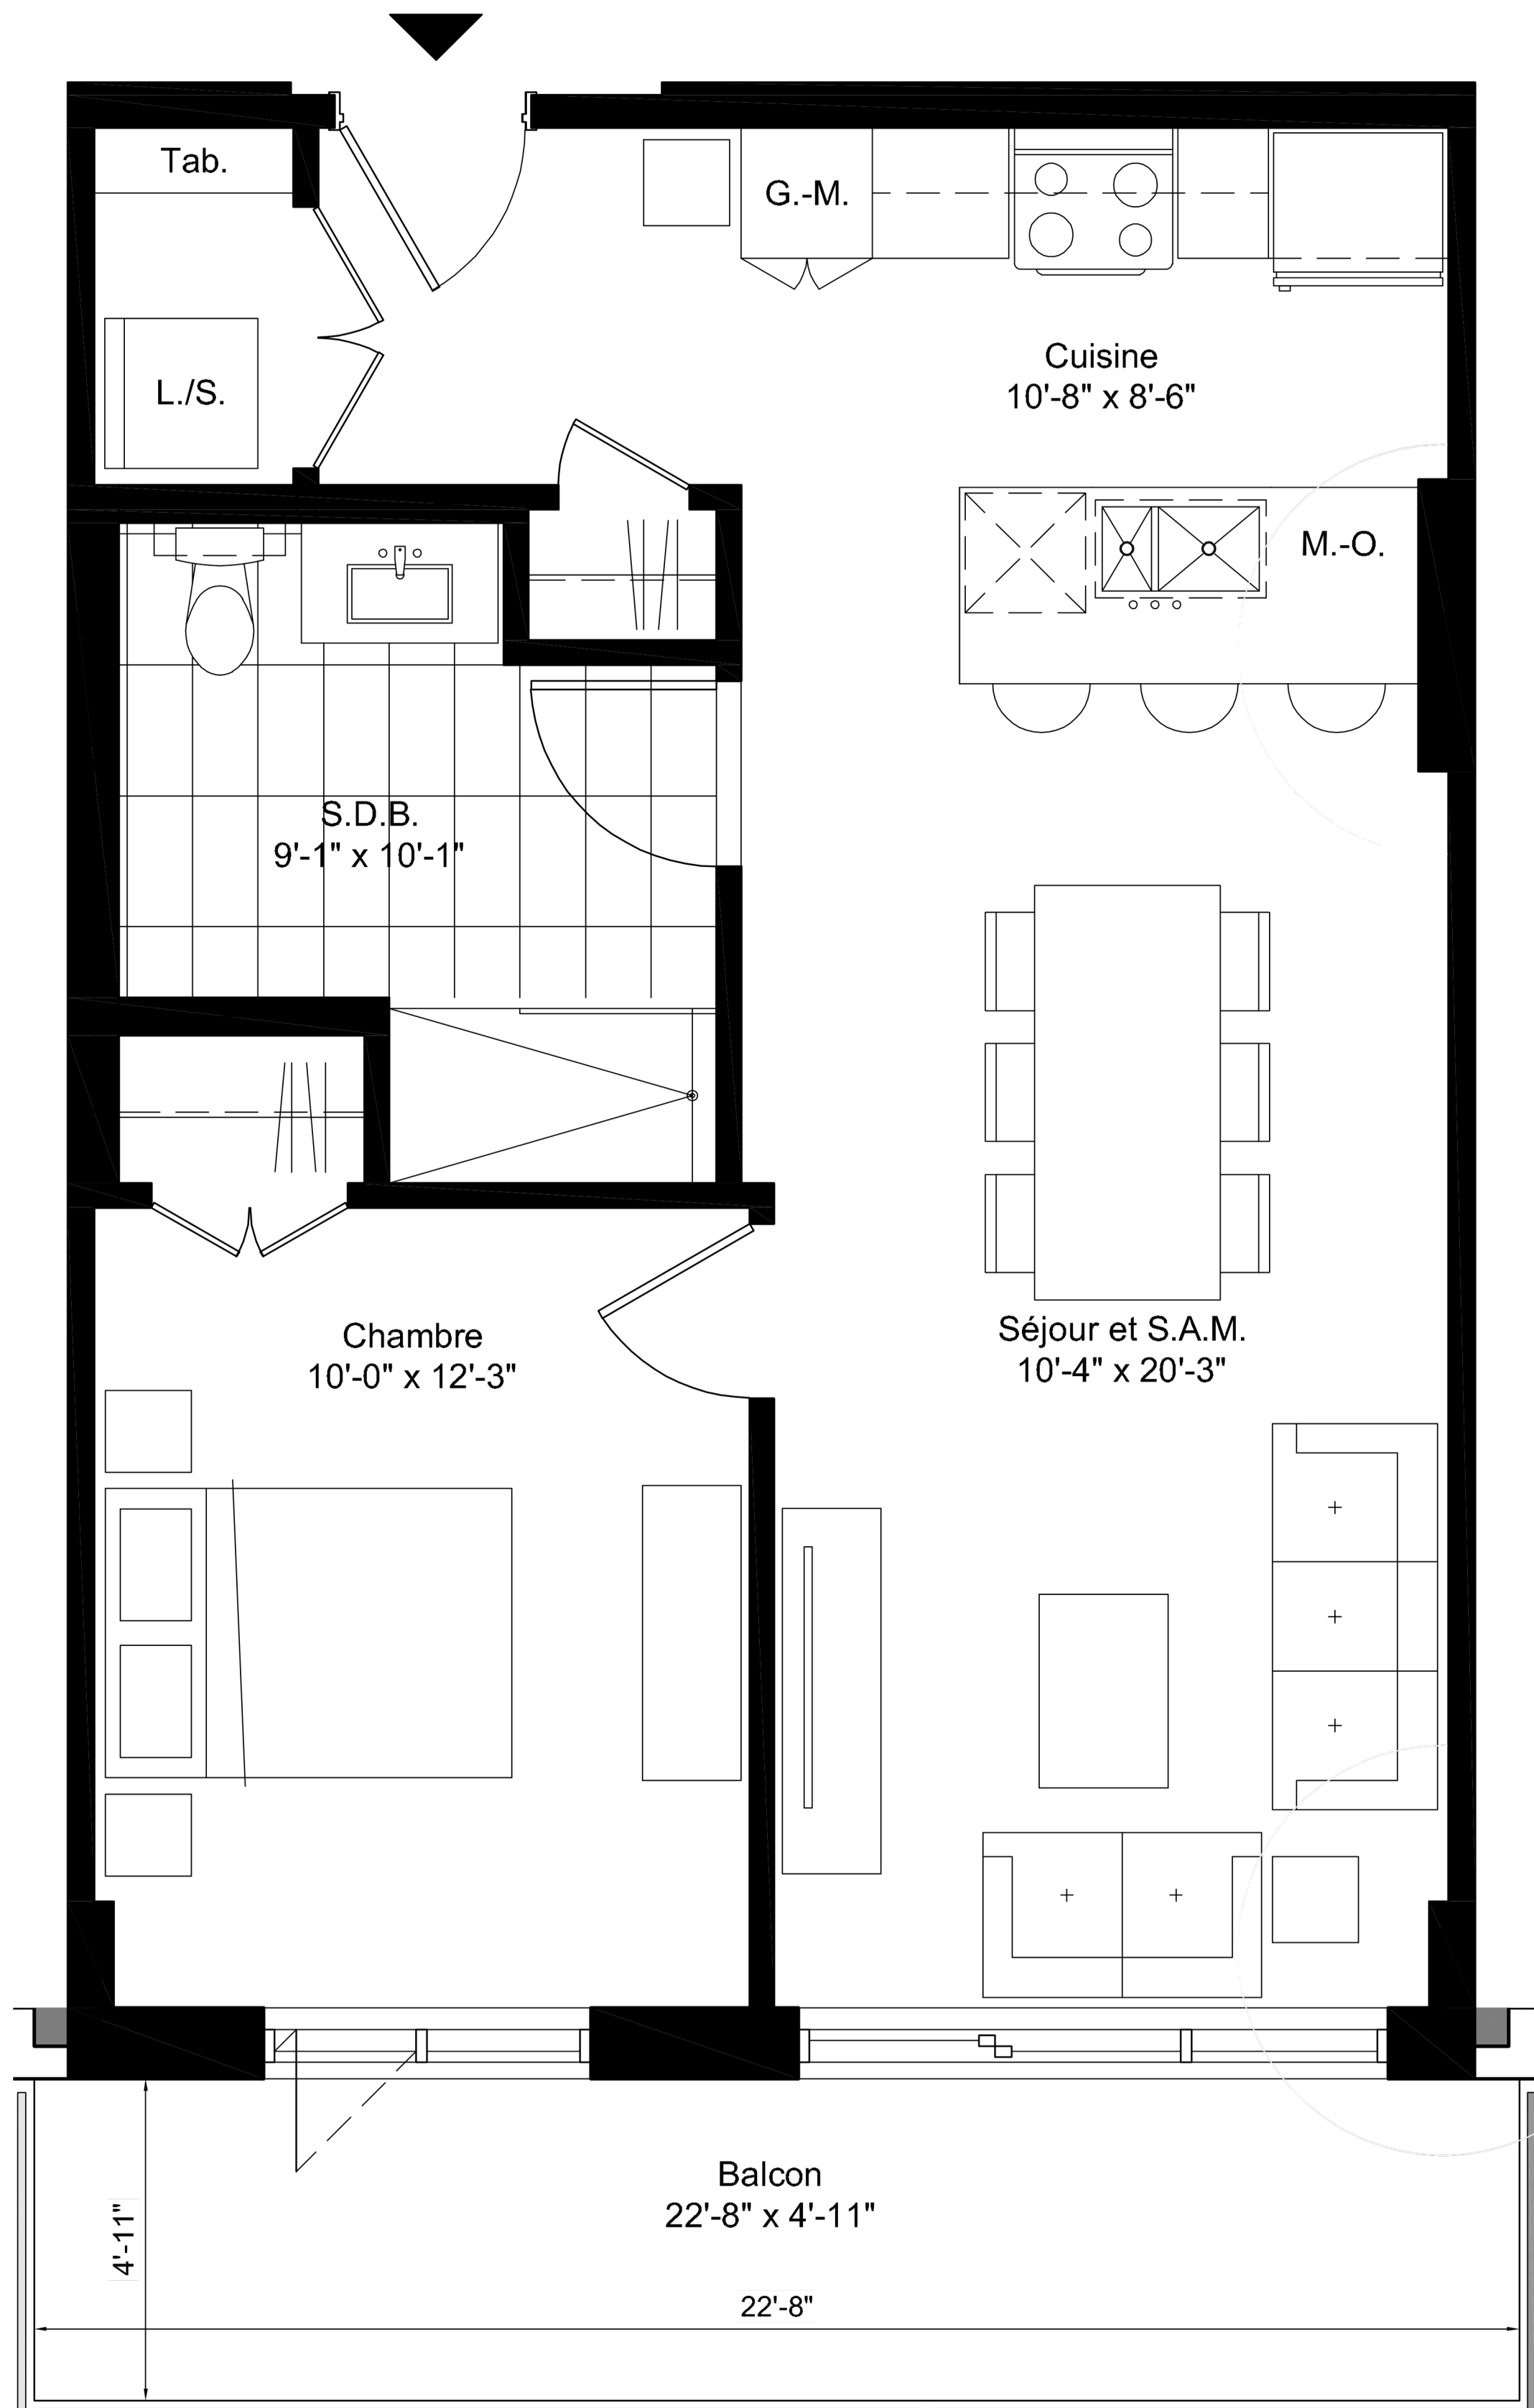 Tab.
G.-M.
L./S.
Cuisine
10'-8" x 8'-6"
M.-O.
S.D.B.
9'-1" x 10'-1"
Chambre
10'-0" x 12'-3"
Séjour et S.A.M.
10'-4" x 20'-3"
Balcon
22'-8" x 4'-11"
4'-11"
22'-8"